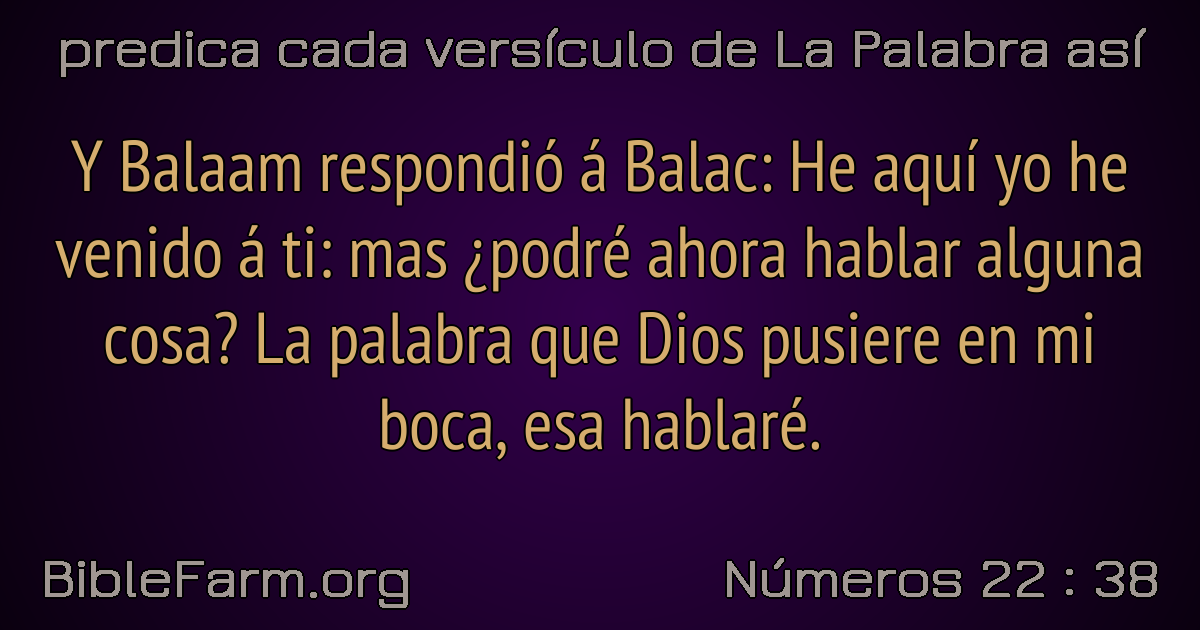 predica cada versículo de La Palabra así
Y Balaam respondió á Balac: He aquí yo he
venido á ti: mas ¿podré ahora hablar alguna
cosa? La palabra que Dios pusiere en mi
boca, esa hablaré.
BibleFarm.org
Números 22 : 38